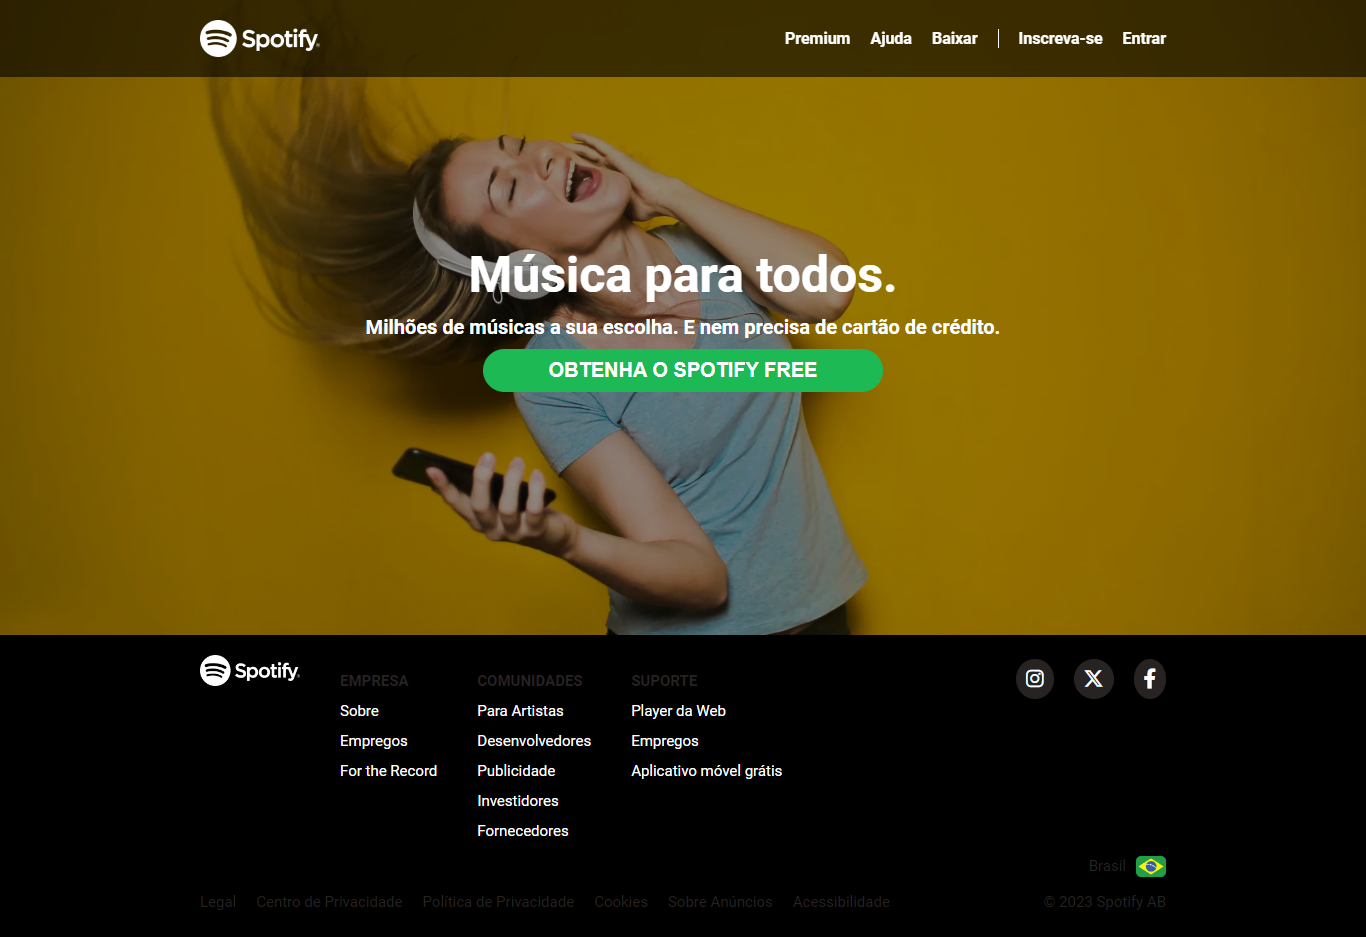 Spotify
Premium Ajuda Baixar Inscreva-se Entrar
Música para todos.
Milhões de músicas a sua escolha. E nem precisa de cartão de crédito.
OBTENHA O SPOTIFY FREE
Spotify
EMPRESA
Sobre
Empregos
For the Record
COMUNIDADES
Para Artistas
Desenvolvedores
Publicidade
Investidores
Fornecedores
SUPORTE
Player da Web
Empregos
Aplicativo móvel grátis
Brasil
Legal Centro de Privacidade Política de Privacidade Cookies Sobre Anúncios Acessibilidade © 2023 Spotify AB